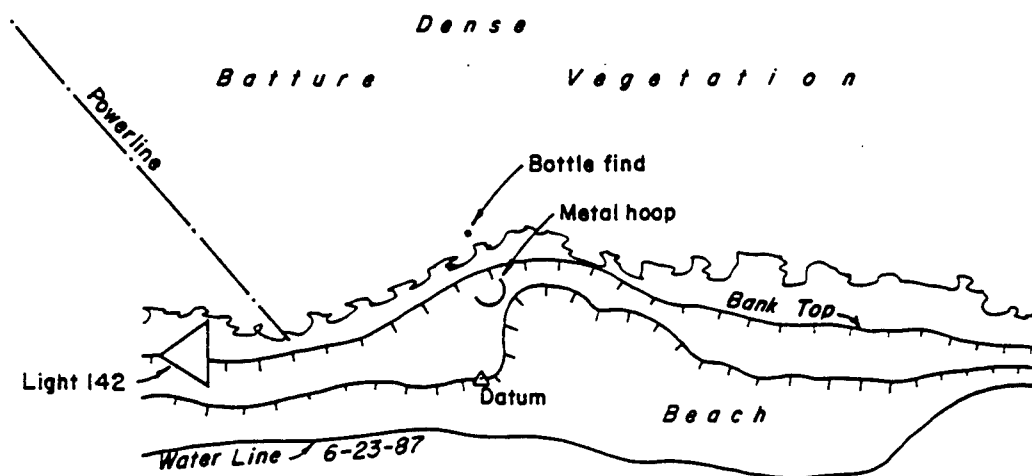 Dense
Batture Vegetation
Powerline
Bottle find
Metal hoop
Bank Top
Light 142
Datum
Beach
Water Line 6-23-87